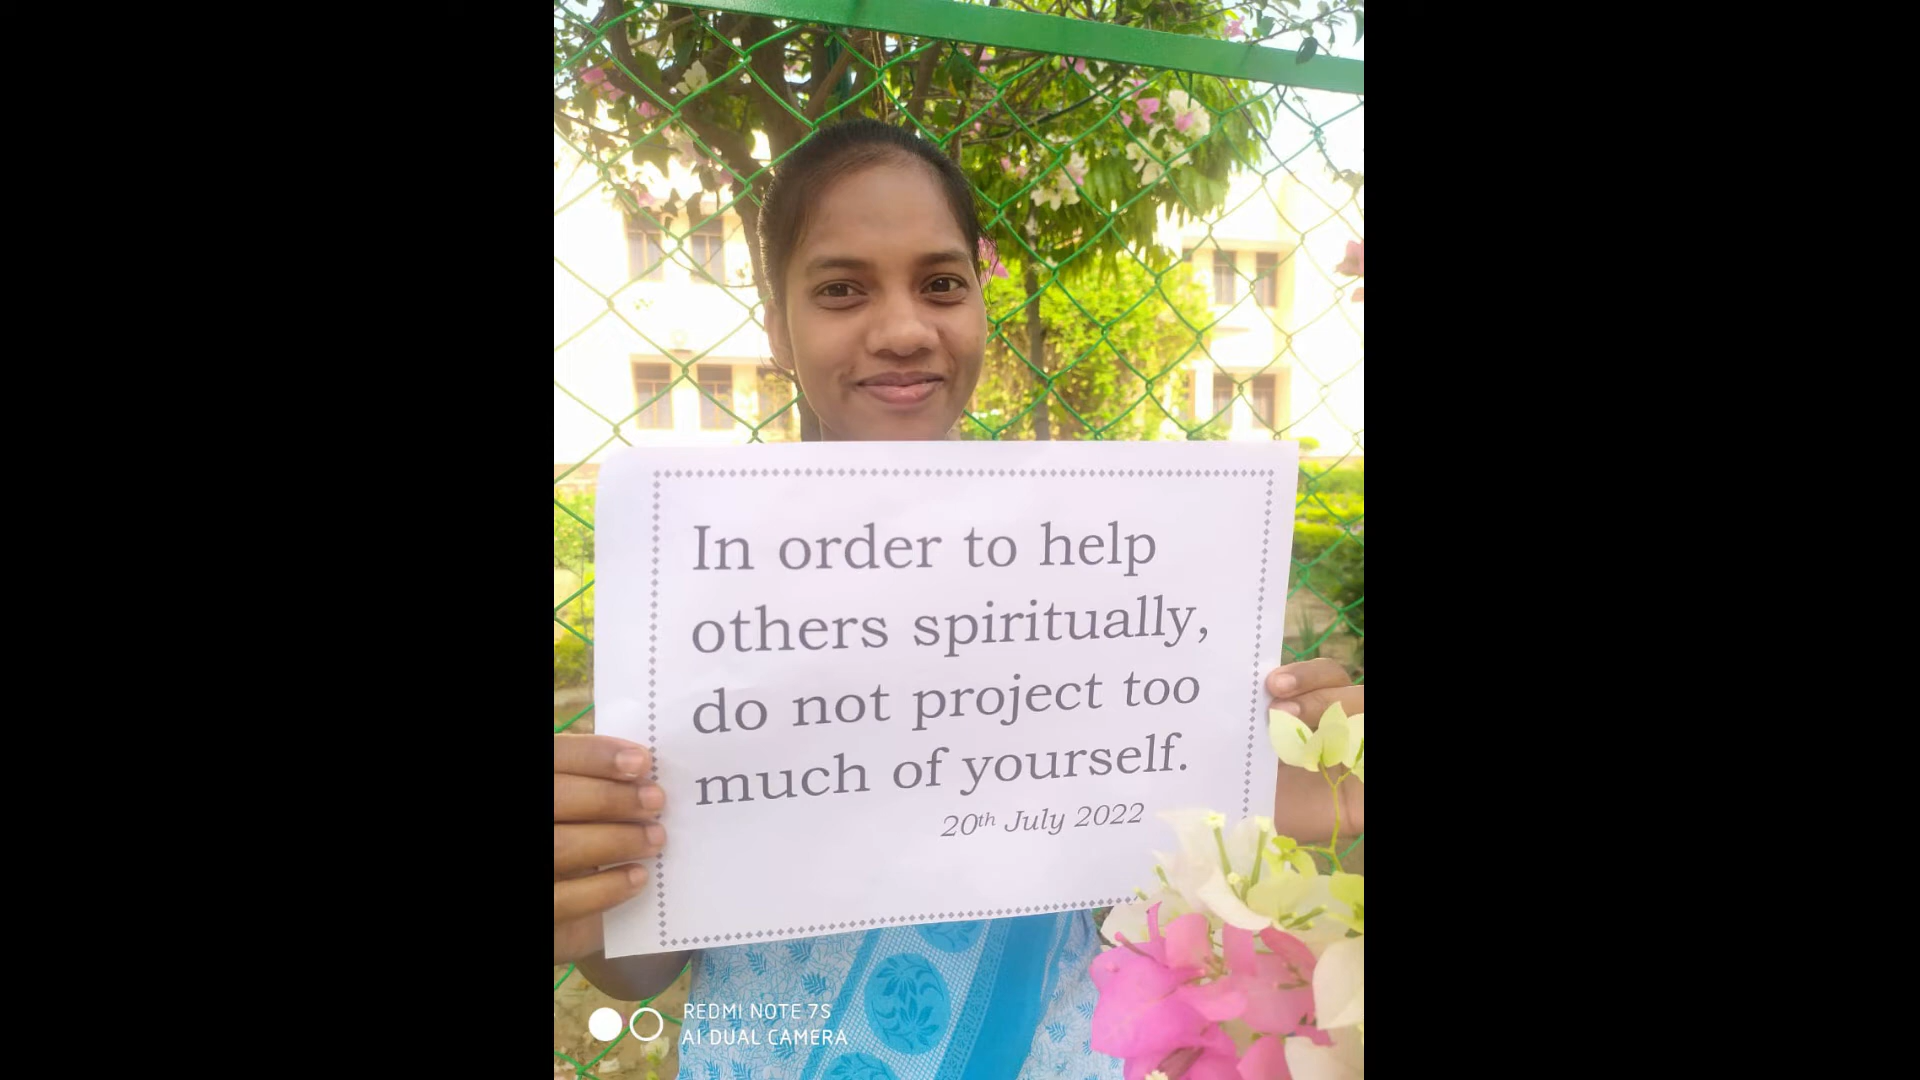 In order to help
others spiritually,
do not project too
much of yourself.
20th July 2022
REDMI NOTE 7S
AI DUAL CAMERA